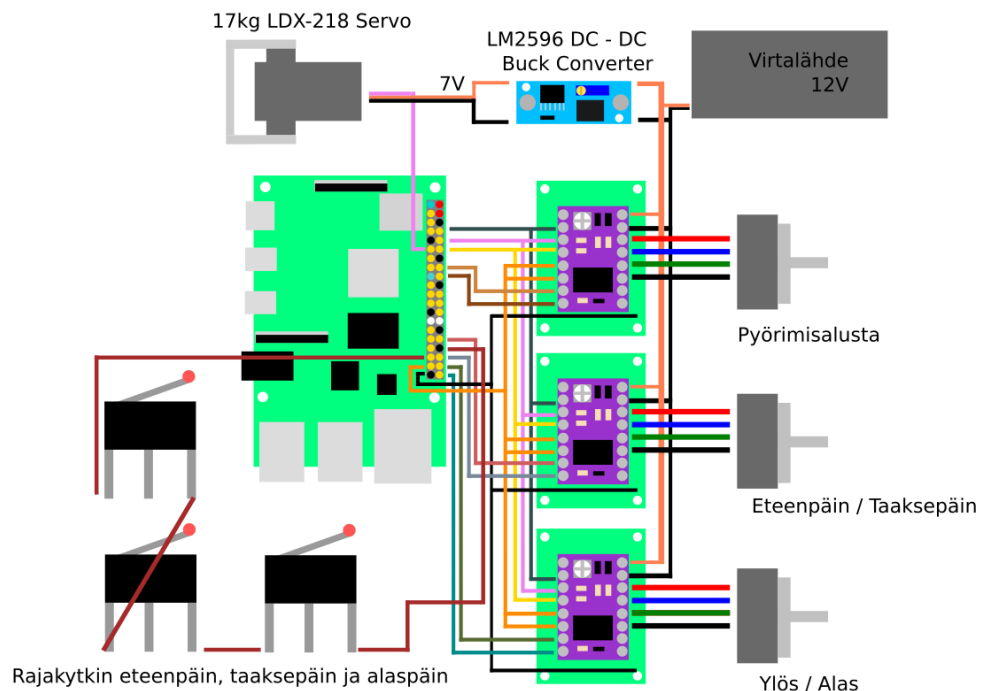 17kg LDX-218 Servo
LM2596 DC - DC
Buck Converter
Virtalähde
12V
7V
Pyörimisalusta
Eteenpäin / Taaksepäin
Rajakytkin eteenpäin, taaksepäin ja alaspäin
Ylös / Alas